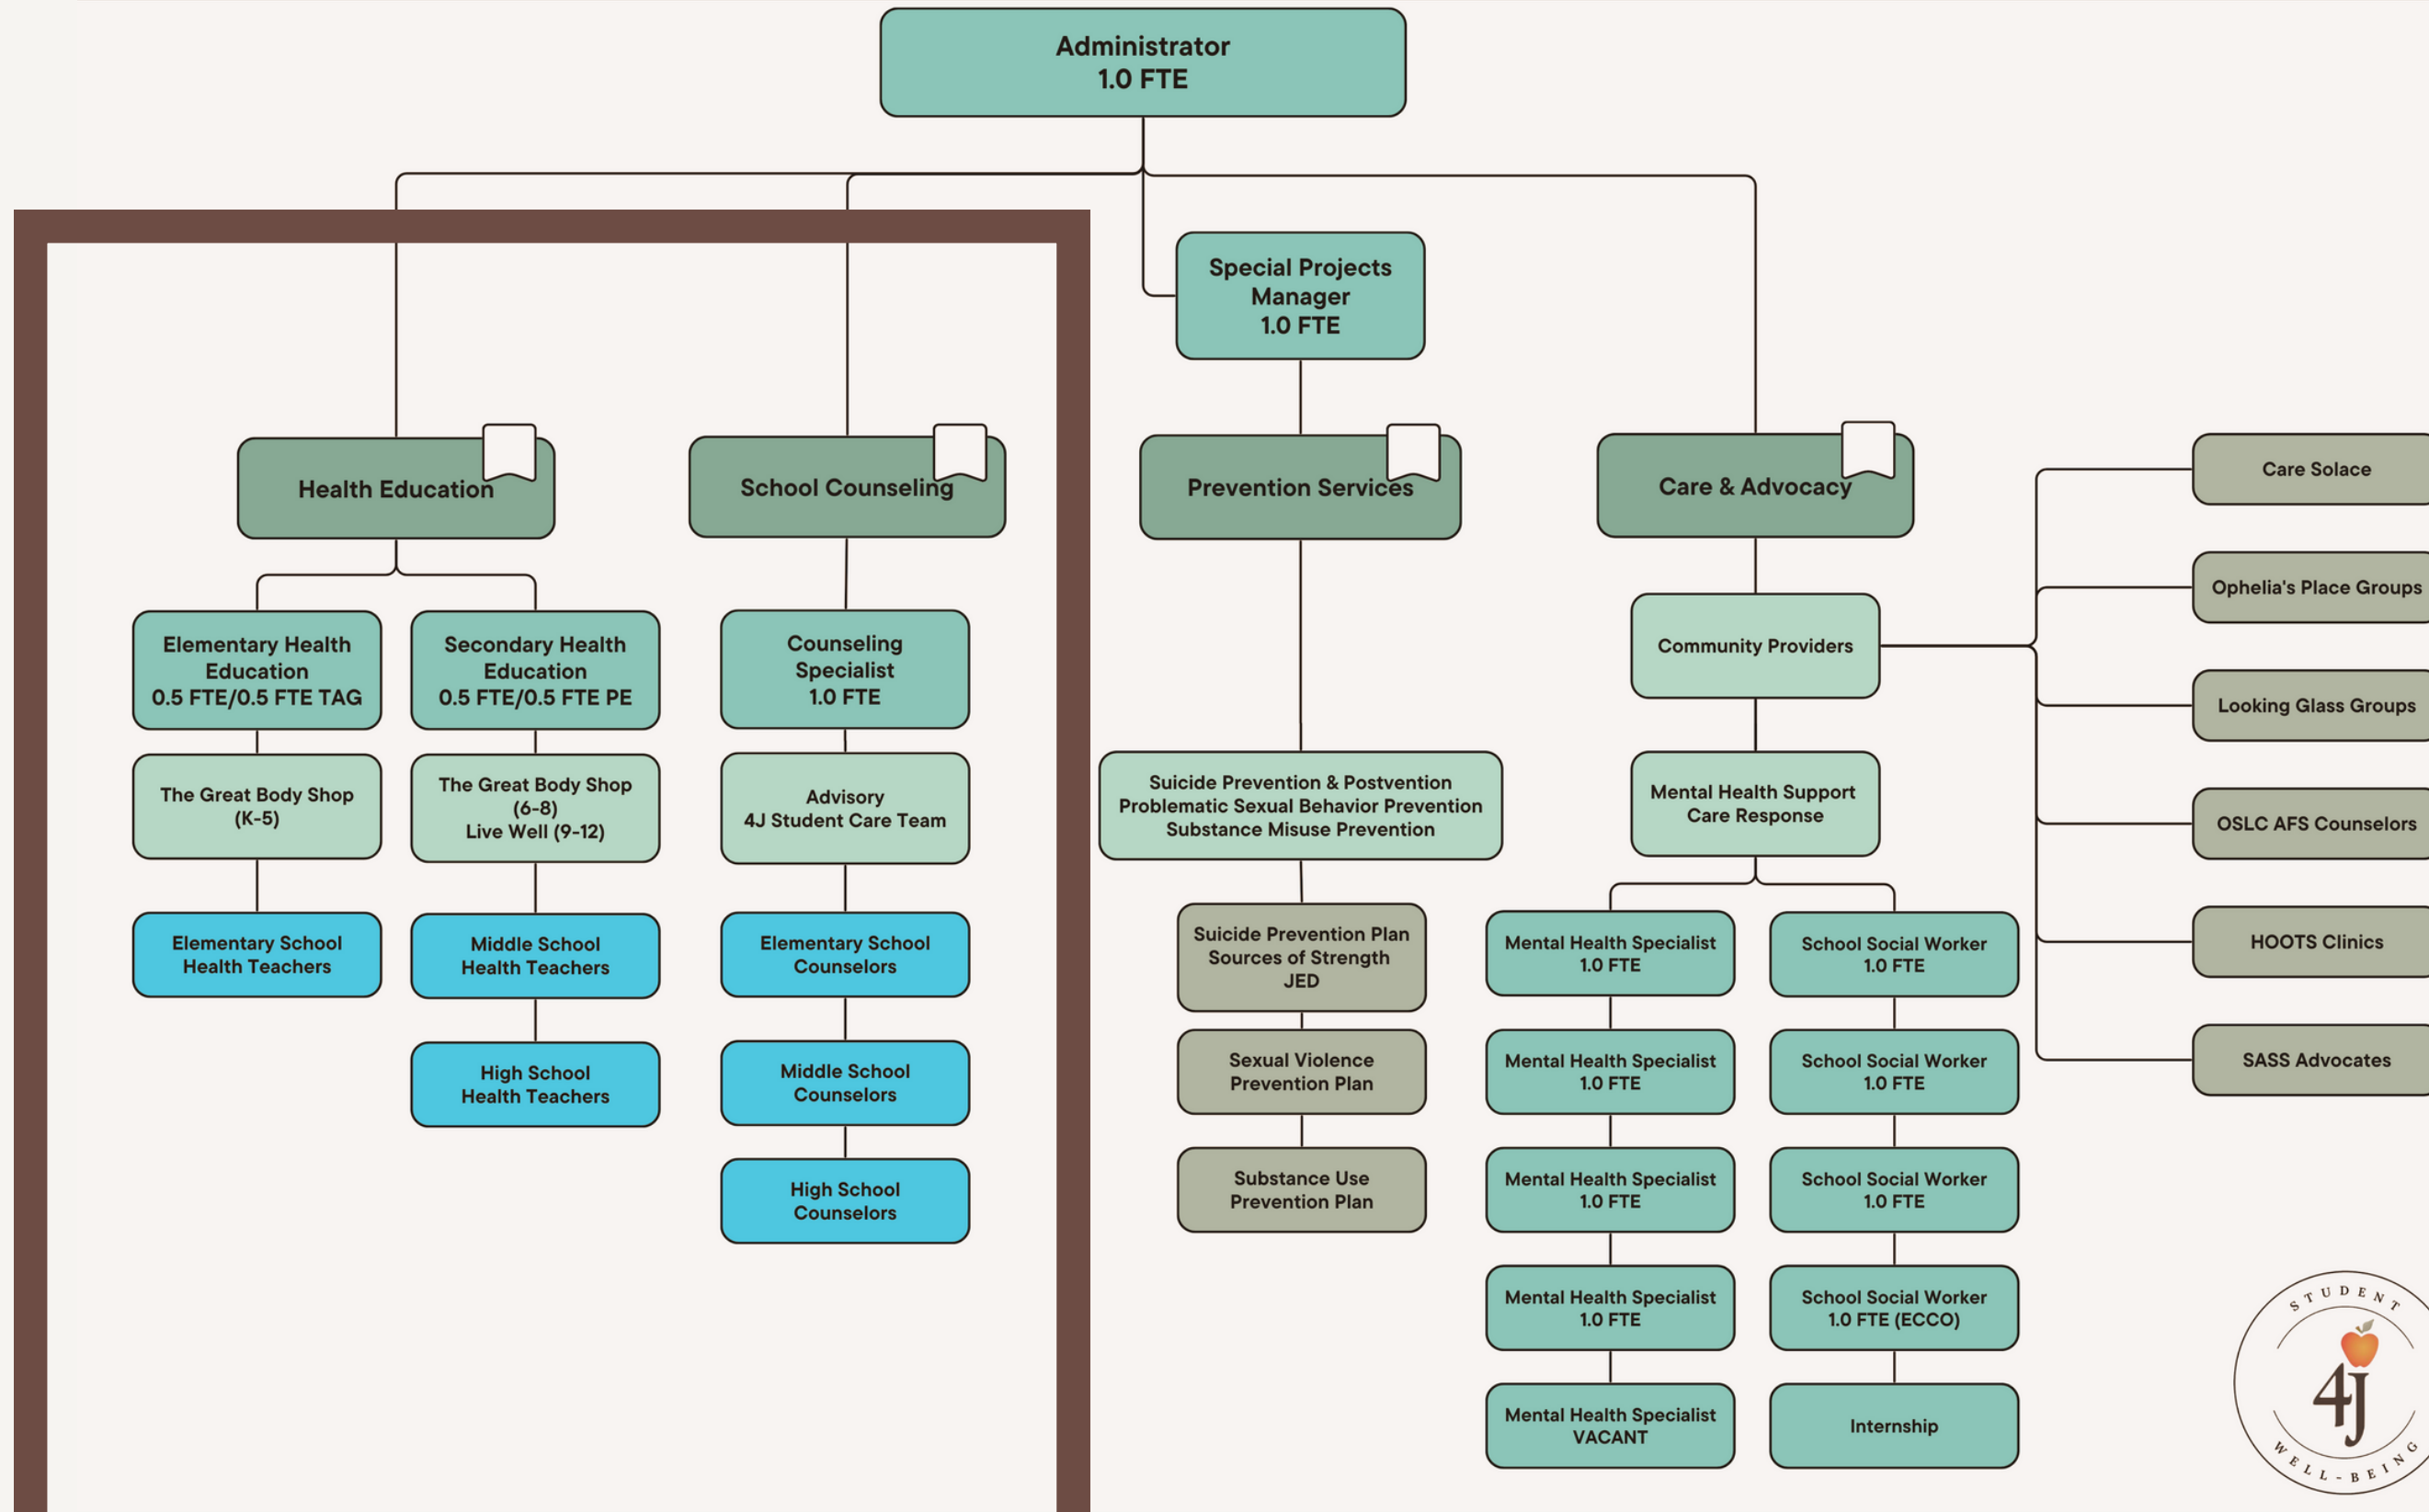 Administrator
1.0 FTE
Special Projects
Manager
1.0 FTE
Health Education
School Counseling
Prevention Services
Care & Advocacy
Elementary Health
Education
0.5 FTE/0.5 FTE TAG
Secondary Health
Education
0.5 FTE/0.5 FTE PE
Counseling
Specialist
1.0 FTE
Community Providers
Care Solace
Ophelia's Place Groups
Looking Glass Groups
OSLC AFS Counselors
HOOTS Clinics
SASS Advocates
The Great Body Shop
(K-5)
The Great Body Shop
(6-8)
Live Well (9-12)
Advisory
4J Student Care Team
Suicide Prevention & Postvention
Problematic Sexual Behavior Prevention
Substance Misuse Prevention
Mental Health Support
Care Response
Elementary School
Health Teachers
Middle School
Health Teachers
High School
Health Teachers
Elementary School
Counselors
Middle School
Counselors
High School
Counselors
Suicide Prevention Plan
Sources of Strength
JED
Sexual Violence
Prevention Plan
Substance Use
Prevention Plan
Mental Health Specialist
1.0 FTE
Mental Health Specialist
1.0 FTE
Mental Health Specialist
1.0 FTE
Mental Health Specialist
1.0 FTE
Mental Health Specialist
VACANT
School Social Worker
1.0 FTE
School Social Worker
1.0 FTE
School Social Worker
1.0 FTE
School Social Worker
1.0 FTE (ECCO)
Internship
STUDENT
4J
WELL-BEING